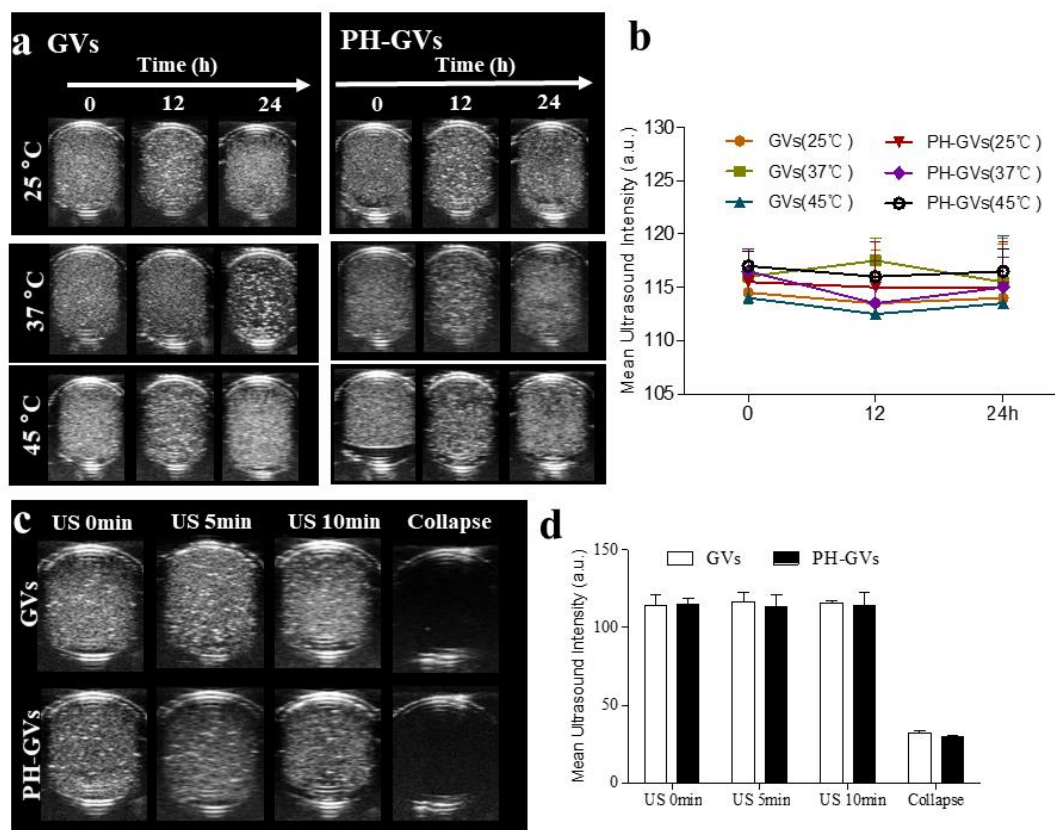 a GVs
Time (h)
0 12 24
PH-GVs
Time (h)
0 12 24
25 °C
37 °C
45 °C
b
Mean Ultrasound Intensity (a.u.)
130
125
120
115
110
105
GVs(25℃)
GVs(37℃)
GVs(45℃)
PH-GVs(25℃)
PH-GVs(37℃)
PH-GVs(45℃)
0 12 24h
c
US 0min US 5min US 10min Collapse
GVs
PH-GVs
d
Mean Ultrasound Intensity (a.u.)
150
100
50
0
GVs PH-GVs
US 0min US 5min US 10min Collapse